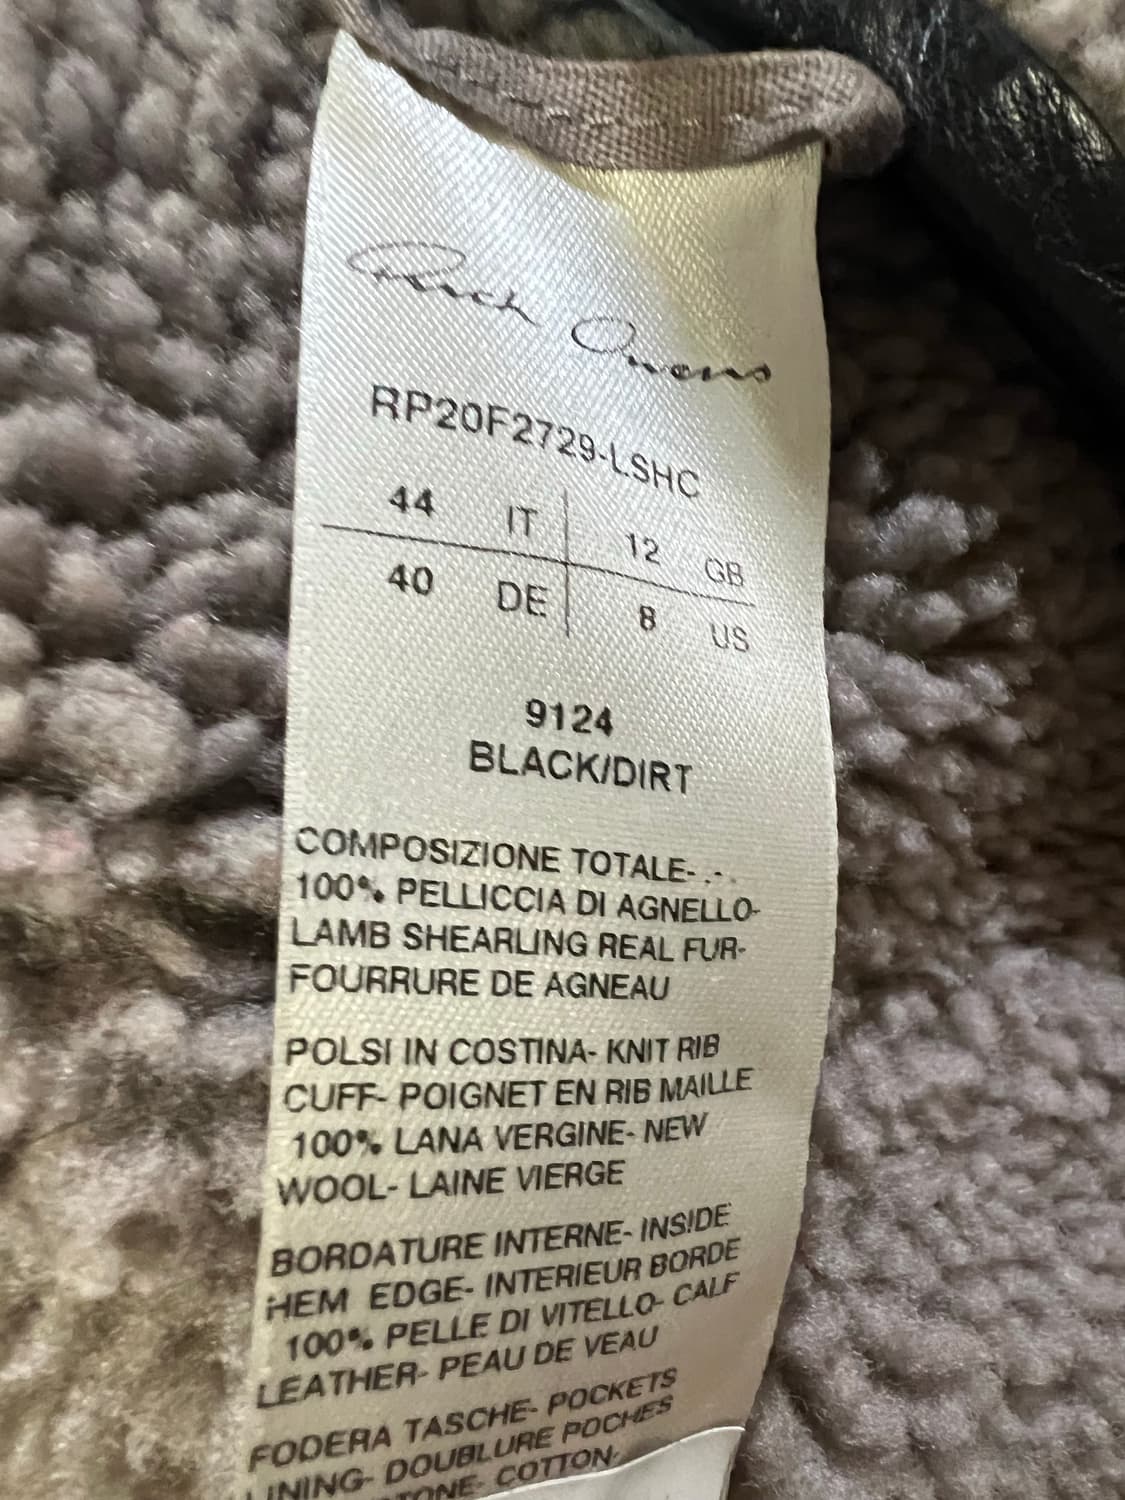 Rick Owens
RP20F2729-LSHC
44 IT 12 GB
40 DE 8 US
9124
BLACK/DIRT
COMPOSIZIONE TOTALE- .-.
100% PELLICCIA DI AGNELLO-
LAMB SHEARLING REAL FUR-
FOURRURE DE AGNEAU
POLSI IN COSTINA- KNIT RIB
CUFF- POIGNET EN RIB MAILLE
100% LANA VERGINE- NEW
WOOL- LAINE VIERGE
BORDATURE INTERNE- INSIDE
HEM EDGE- INTERIEUR BORDE
100% PELLE DI VITELLO- CALF
LEATHER- PEAU DE VEAU
FODERA TASCHE- POCKETS
LINING- DOUBLURE POCHES
COTTON-